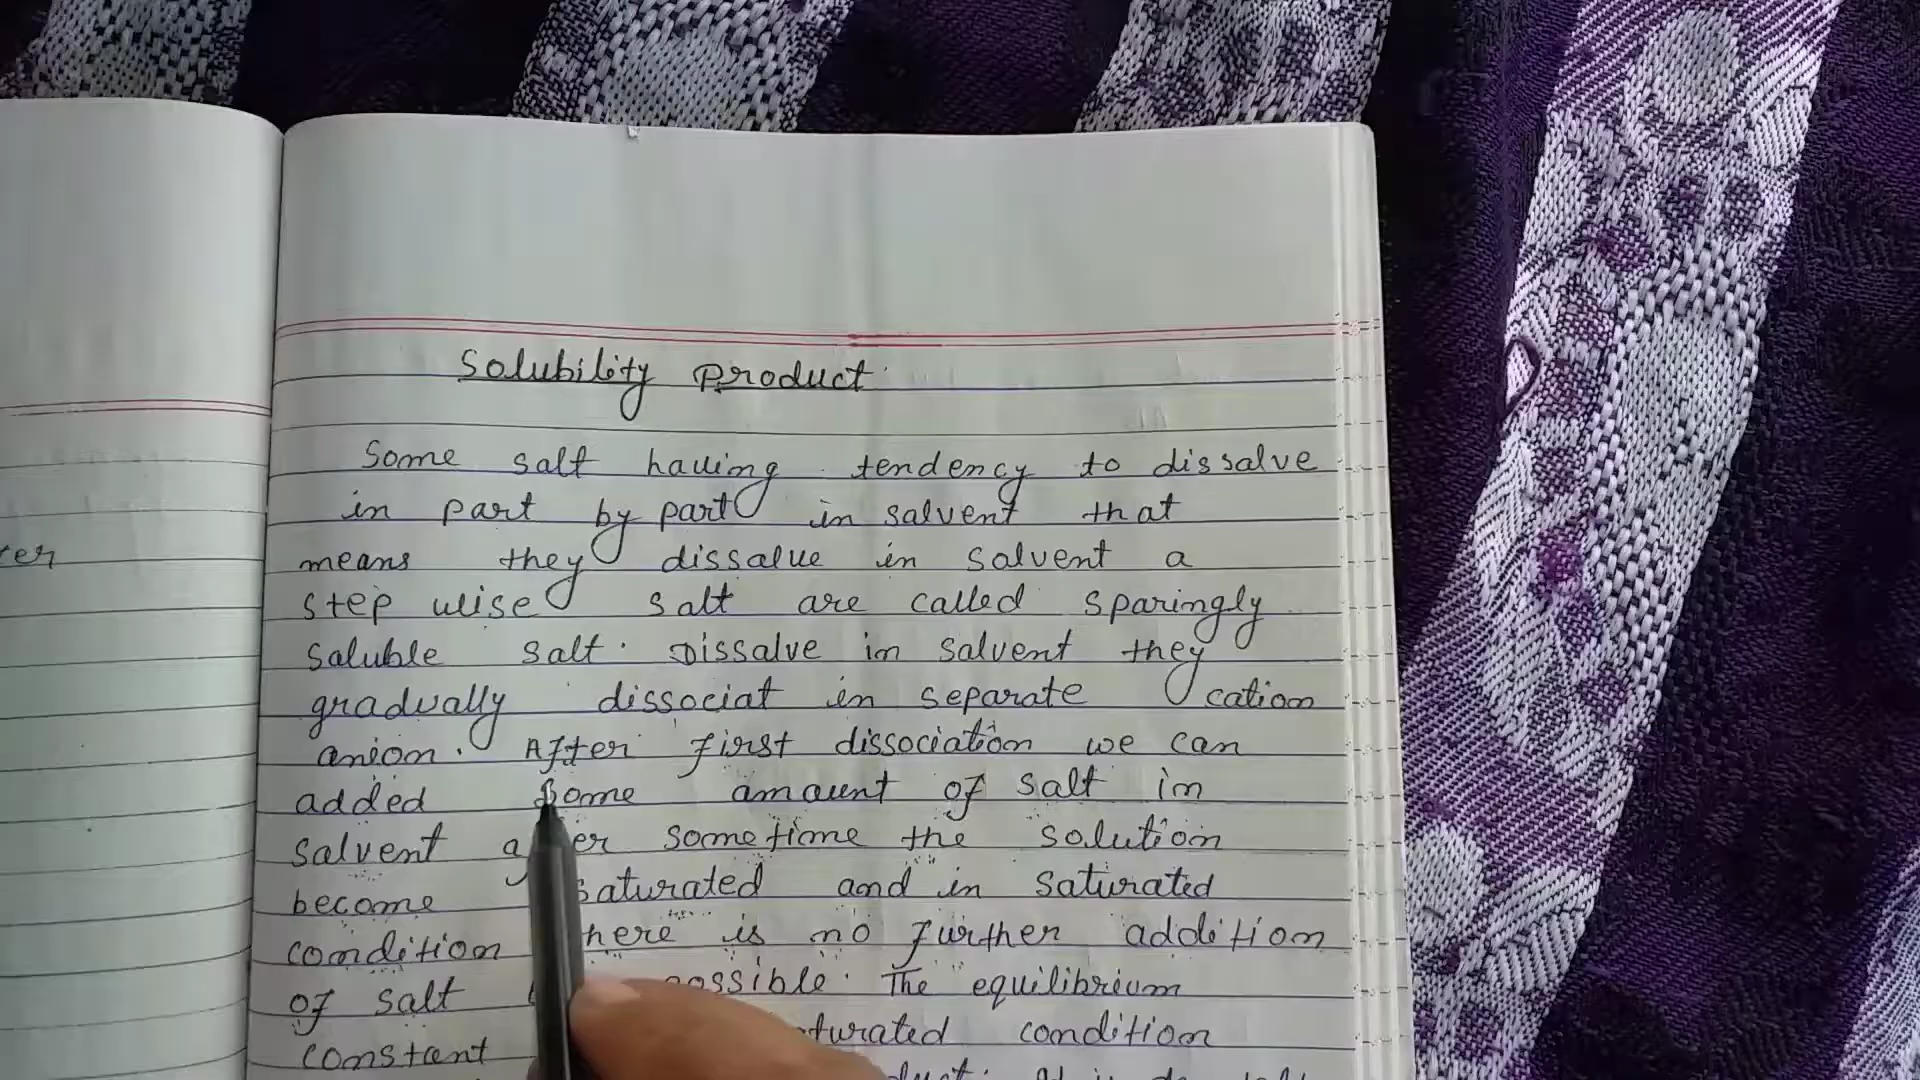 Solubility Product
Some salt having tendency to dissalve
in part by part in salvent that
means they dissalve in salvent a
step wise salt are called sparingly
saluble salt. Dissalve in salvent they
gradually dissociat in separate cation
anion. After first dissociation we can
added some amount of salt in
salvent sometime the solution
become saturated and in saturated
condition is no further addition
of salt The equilibrium
constant condition